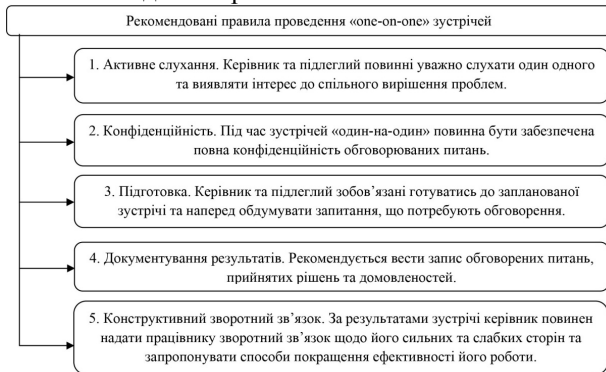 Рекомендовані правила проведення «one-on-one» зустрічей
1. Активне слухання. Керівник та підлеглий повинні уважно слухати один одного
та виявляти інтерес до спільного вирішення проблем.
2. Конфіденційність. Під час зустрічей «один-на-один» повинна бути забезпечена
повна конфіденційність обговорюваних питань.
3. Підготовка. Керівник та підлеглий зобов’язані готуватись до запланованої
зустрічі та наперед обдумувати запитання, що потребують обговорення.
4. Документування результатів. Рекомендується вести запис обговорених питань,
прийнятих рішень та домовленостей.
5. Конструктивний зворотній зв’язок. За результатами зустрічі керівник повинен
надати працівнику зворотній зв’язок щодо його сильних та слабких сторін та
запропонувати способи покращення ефективності його роботи.